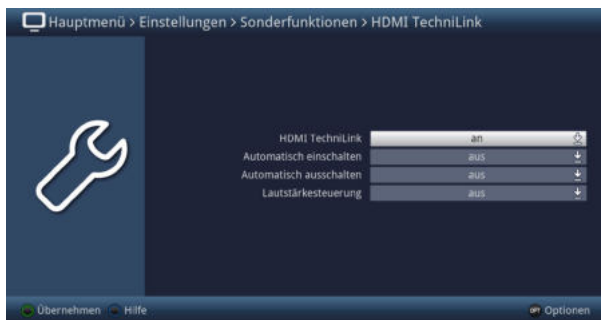 Hauptmenü > Einstellungen > Sonderfunktionen > HDMI TechniLink
HDMI TechniLink an
Automatisch einschalten aus
Automatisch ausschalten aus
Lautstärkesteuerung aus
Übernehmen Hilfe OPT Optionen